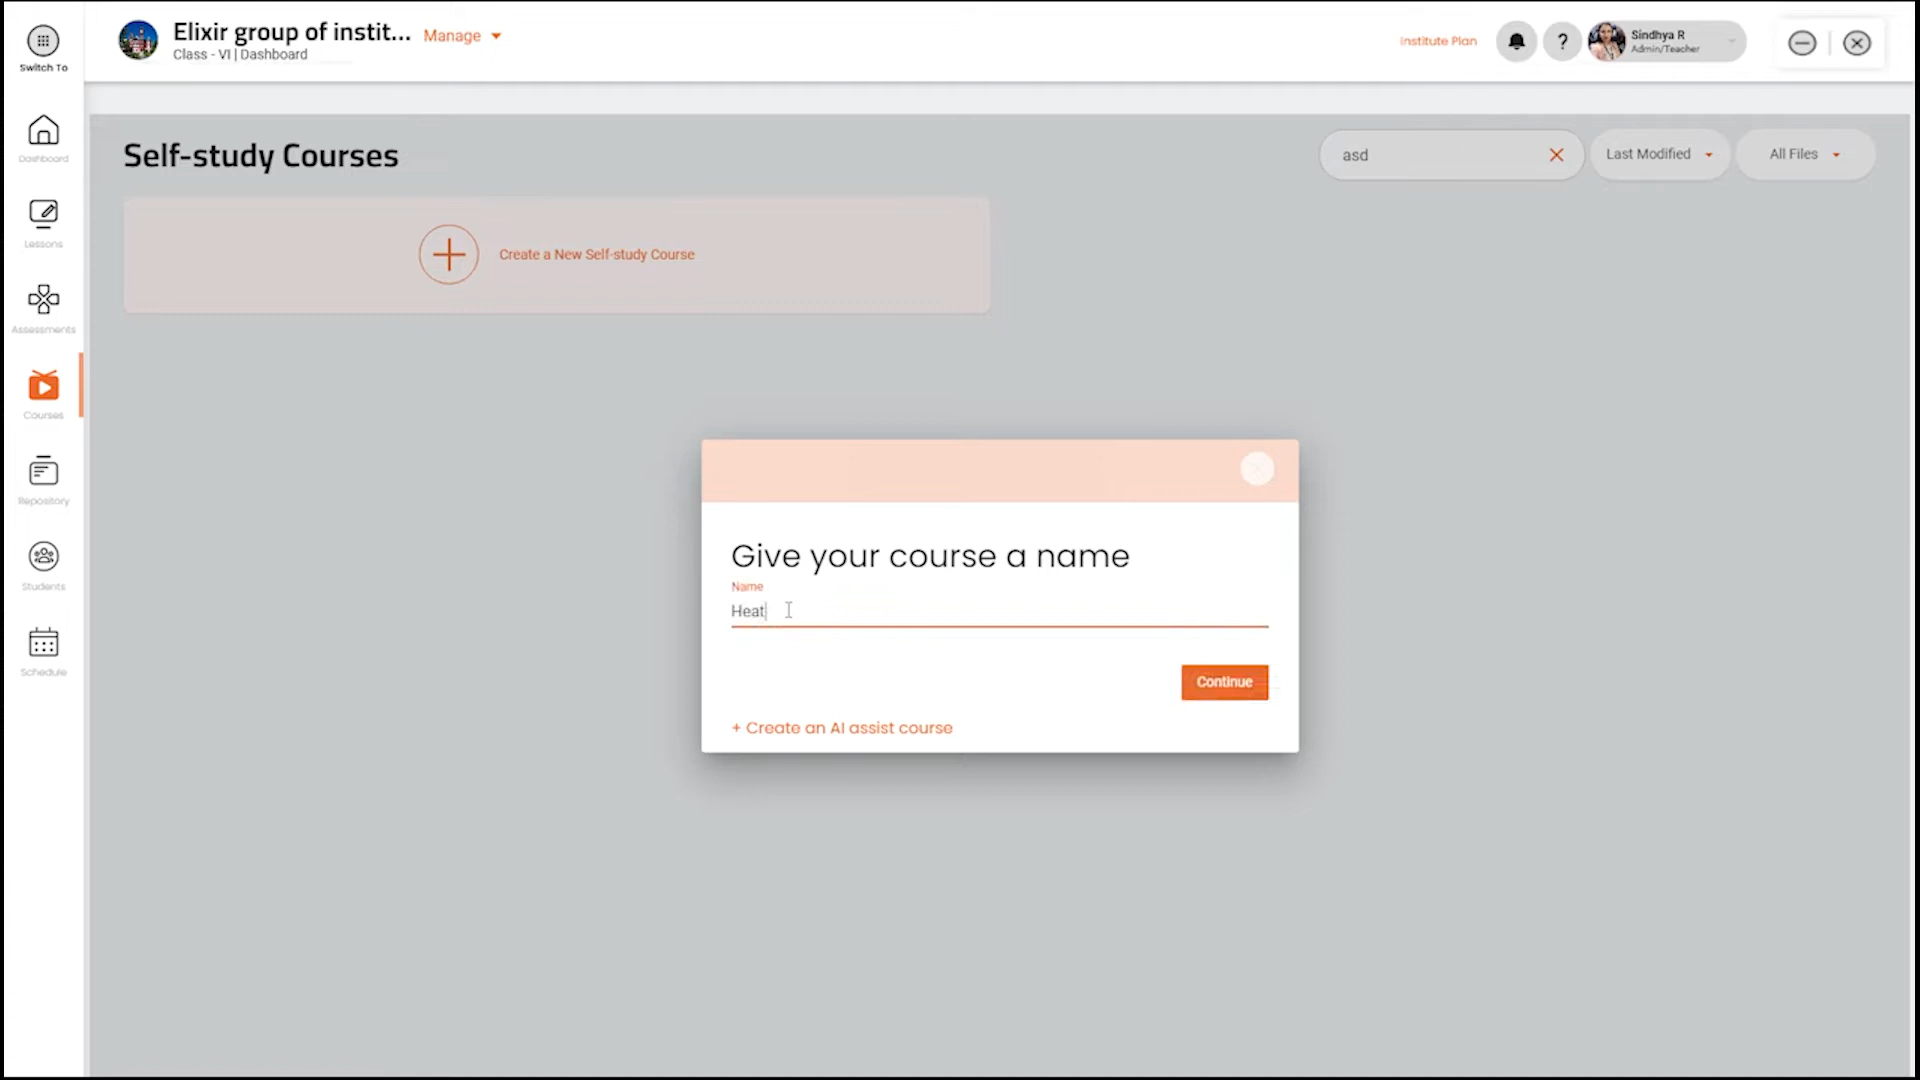 Switch To
Elixir group of instit...
Manage
Class - VI | Dashboard
Institute Plan
?
Sindhya R
Admin/Teacher
Dashboard
Lessons
Assessments
Courses
Repository
Students
Schedule
Self-study Courses
asd
Last Modified
All Files
Create a New Self-study Course
Give your course a name
Name
Heat
Continue
+ Create an AI assist course